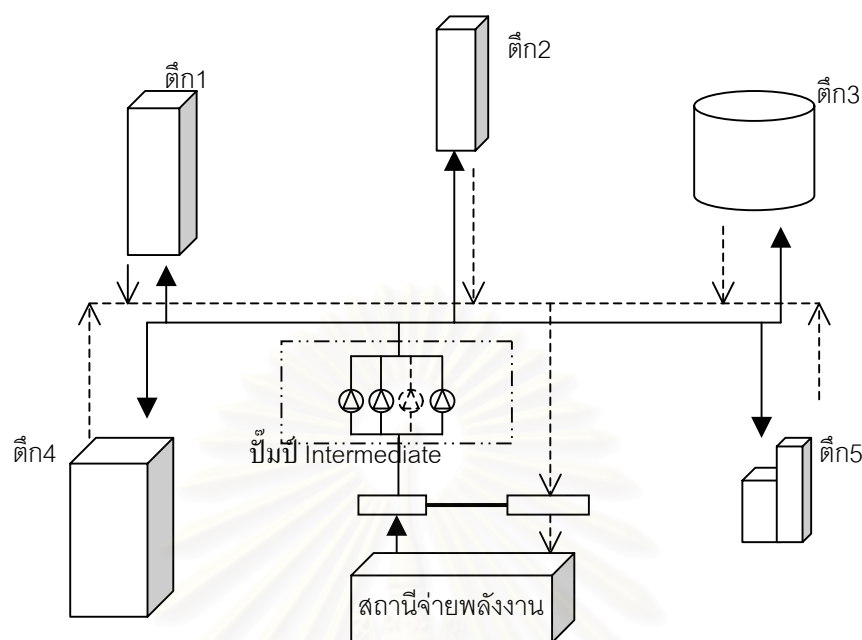 ตึก2
ตึก1
ตึก3
ตึก4
ปั๊มป์ Intermediate
ตึก5
สถานีจ่ายพลังงาน